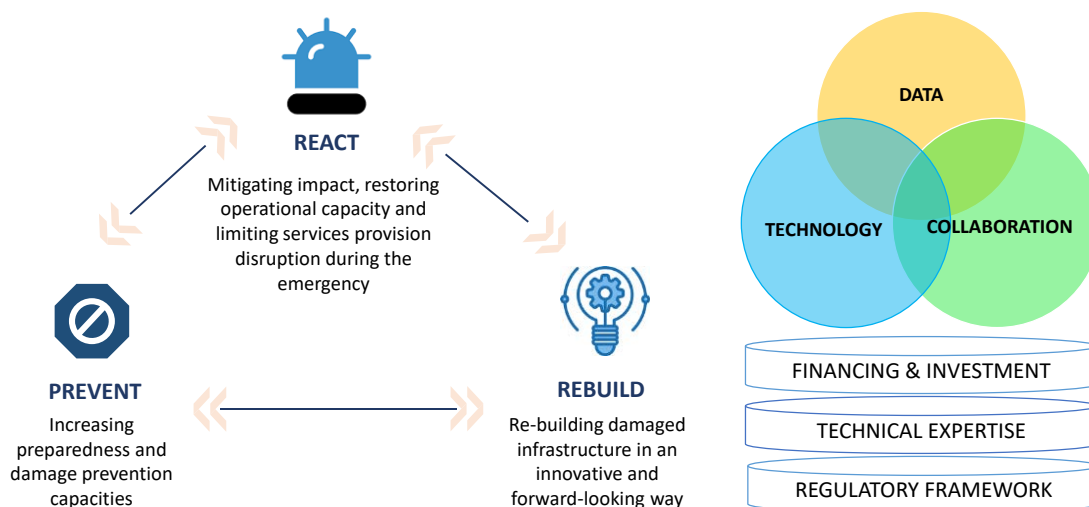 REACT
Mitigating impact, restoring
operational capacity and
limiting services provision
disruption during the
emergency
PREVENT
Increasing
preparedness and
damage prevention
capacities
REBUILD
Re-building damaged
infrastructure in an
innovative and
forward-looking way
DATA
TECHNOLOGY
COLLABORATION
FINANCING & INVESTMENT
TECHNICAL EXPERTISE
REGULATORY FRAMEWORK